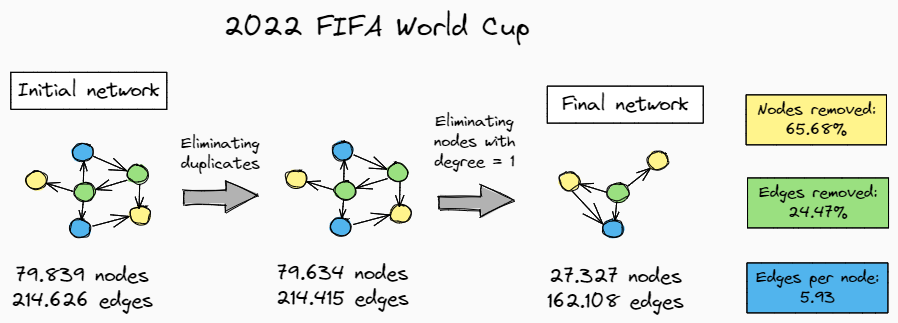 2022 FIFA World Cup
Initial network
Eliminating
duplicates
Eliminating
nodes with
degree = 1
Final network
79.839 nodes
214.626 edges
79.634 nodes
214.415 edges
27.327 nodes
162.108 edges
Nodes removed:
65.68%
Edges removed:
24.47%
Edges per node:
5.93